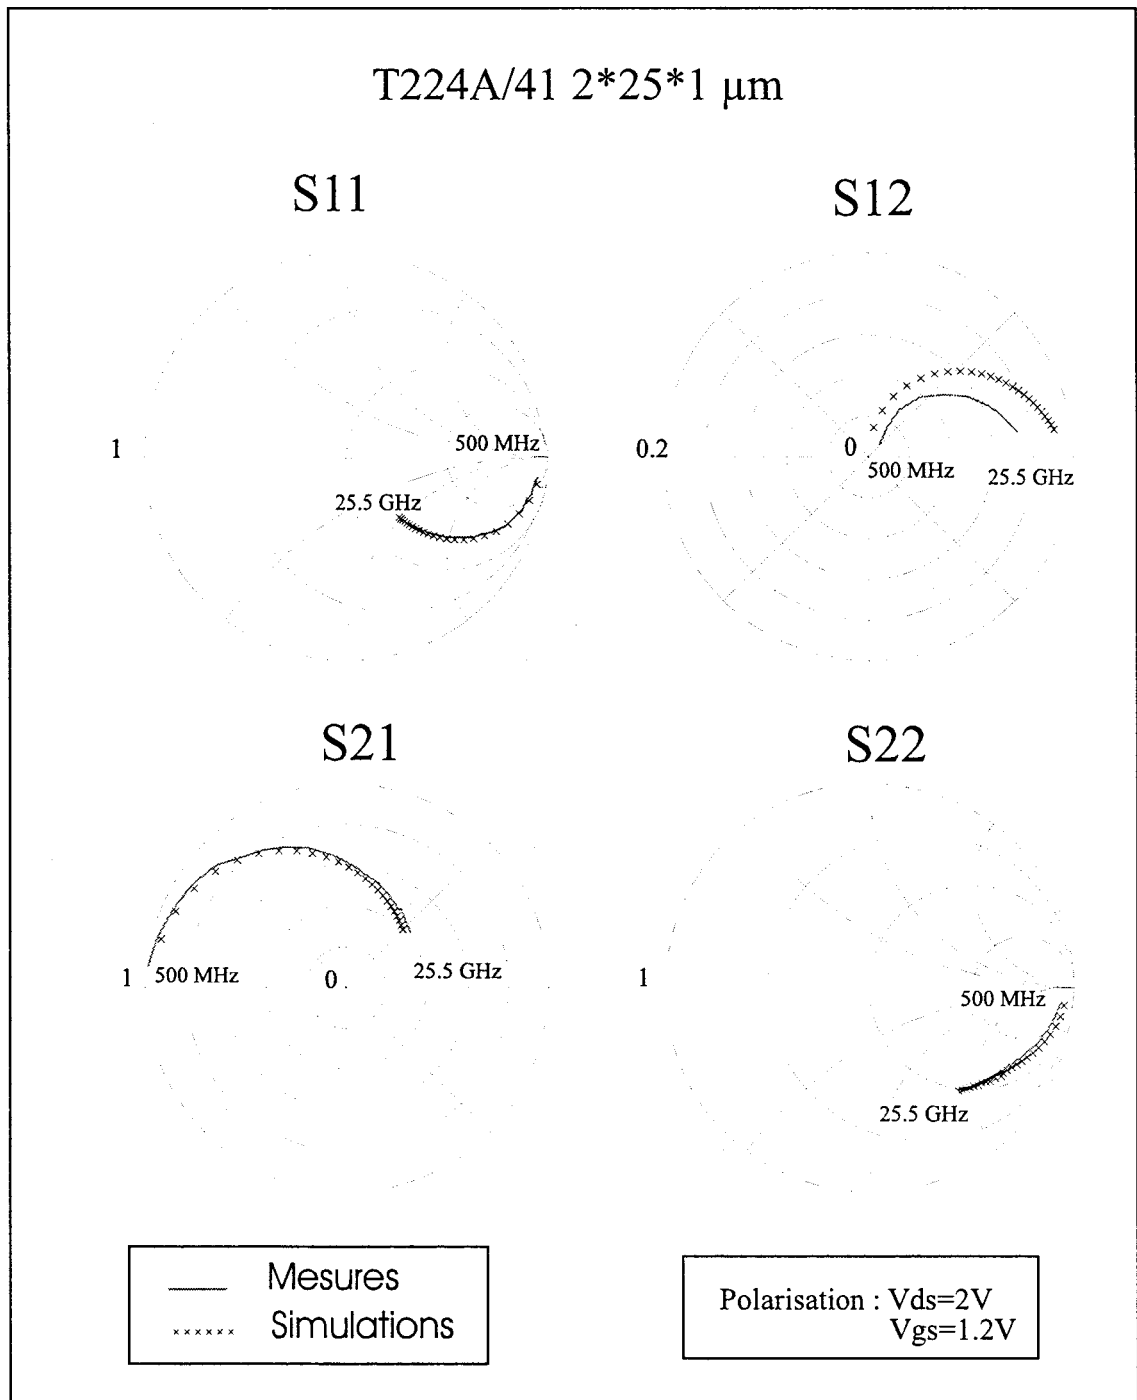 T224A/41 2*25*1 µm
S11
S12
1
500 MHz
25.5 GHz
0.2
0
500 MHz
25.5 GHz
S21
S22
1
500 MHz
0
25.5 GHz
1
500 MHz
25.5 GHz
Mesures
Simulations
Polarisation : Vds=2V
Vgs=1.2V